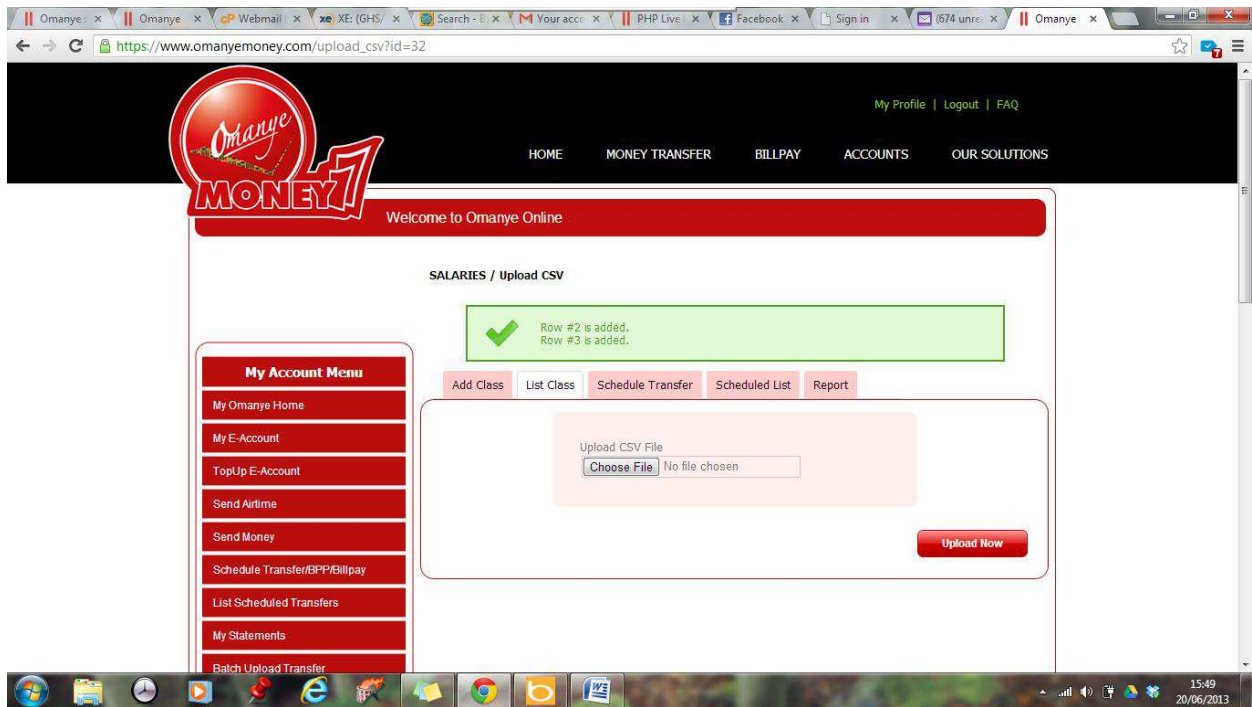 Omanye
Omanye
cP Webmail
XE XE: (GHS/
Search - B
M Your acco
PHP Live
Facebook
Sign in
(674 unre
Omanye
https://www.omanyemoney.com/upload_csv?id=32
7
My Profile | Logout | FAQ
Omanye
MONEY
HOME MONEY TRANSFER BILLPAY ACCOUNTS OUR SOLUTIONS
Welcome to Omanye Online
SALARIES / Upload CSV
Row #2 is added.
Row #3 is added.
Add Class List Class Schedule Transfer Scheduled List Report
Upload CSV File
Choose File No file chosen
Upload Now
My Account Menu
My Omanye Home
My E-Account
TopUp E-Account
Send Airtime
Send Money
Schedule Transfer/BPP/Billpay
List Scheduled Transfers
My Statements
Batch Upload Transfer
15:49
20/06/2013